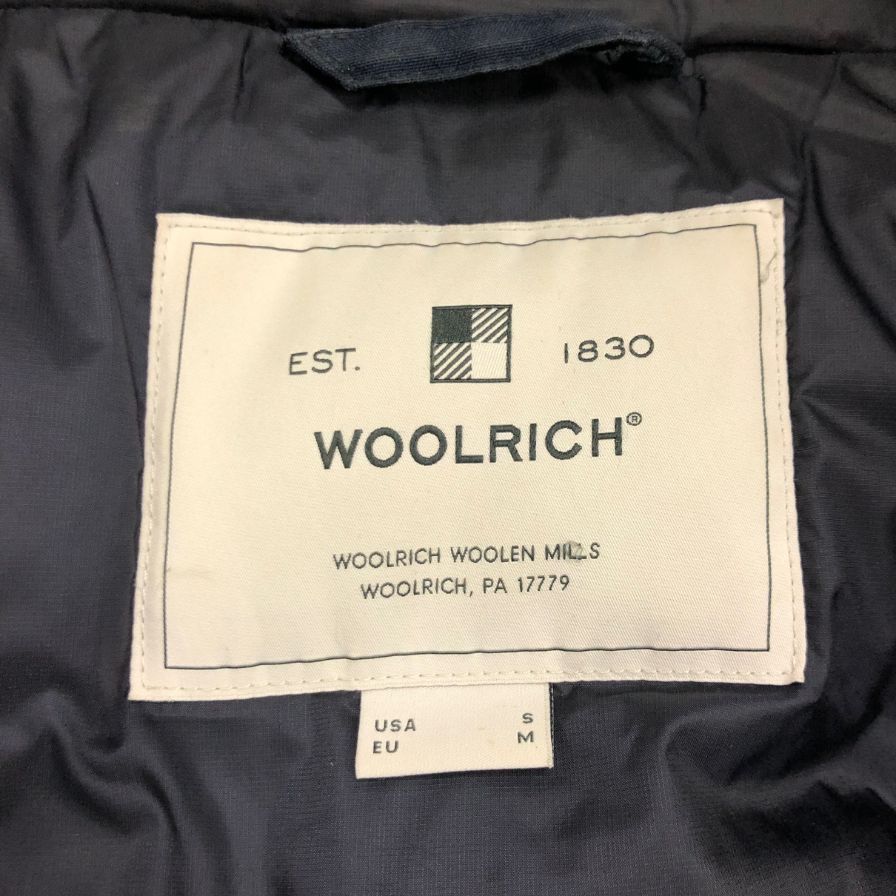 EST. 1830
WOOLRICH®
WOOLRICH WOOLEN MILLS
WOOLRICH, PA 17779
USA S
EU M